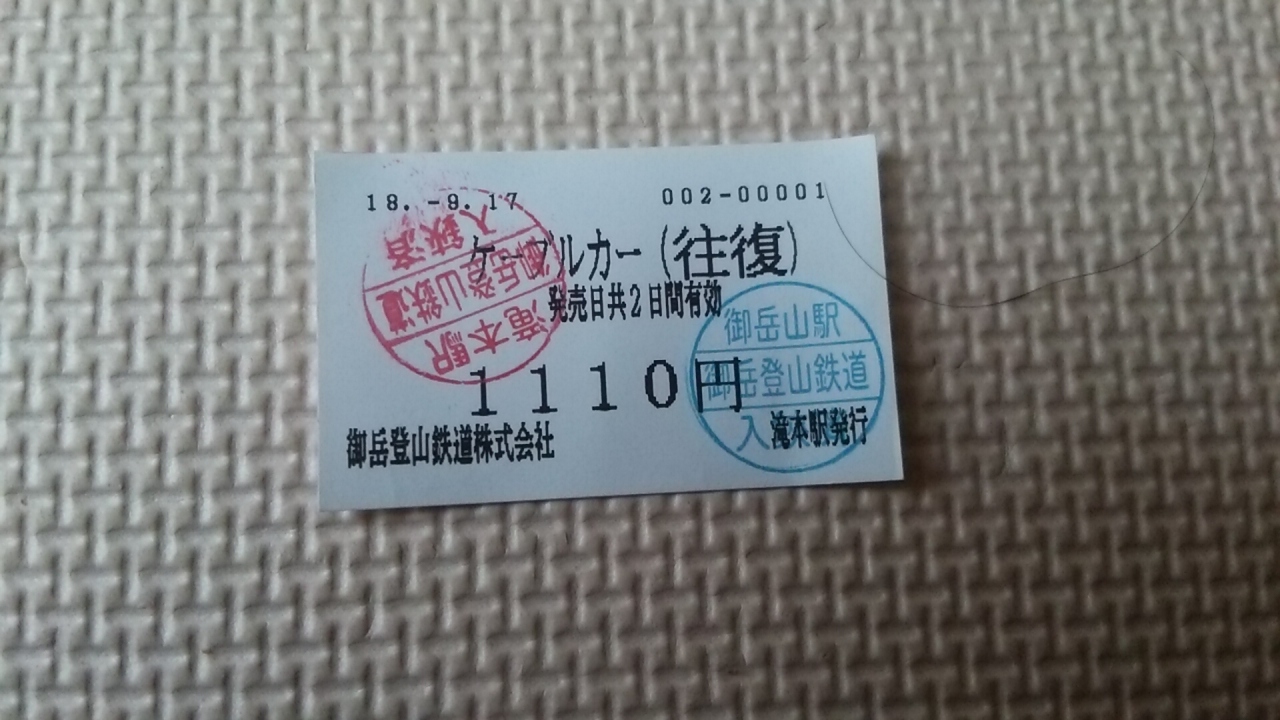 18.-9.17
002-00001
ケーブルカー(往復)
発売日共2日間有効
1110円
御岳登山鉄道株式会社
滝本駅発行
滝本駅
御岳登山鉄道
入鋏済
御岳山駅
御岳登山鉄道
入